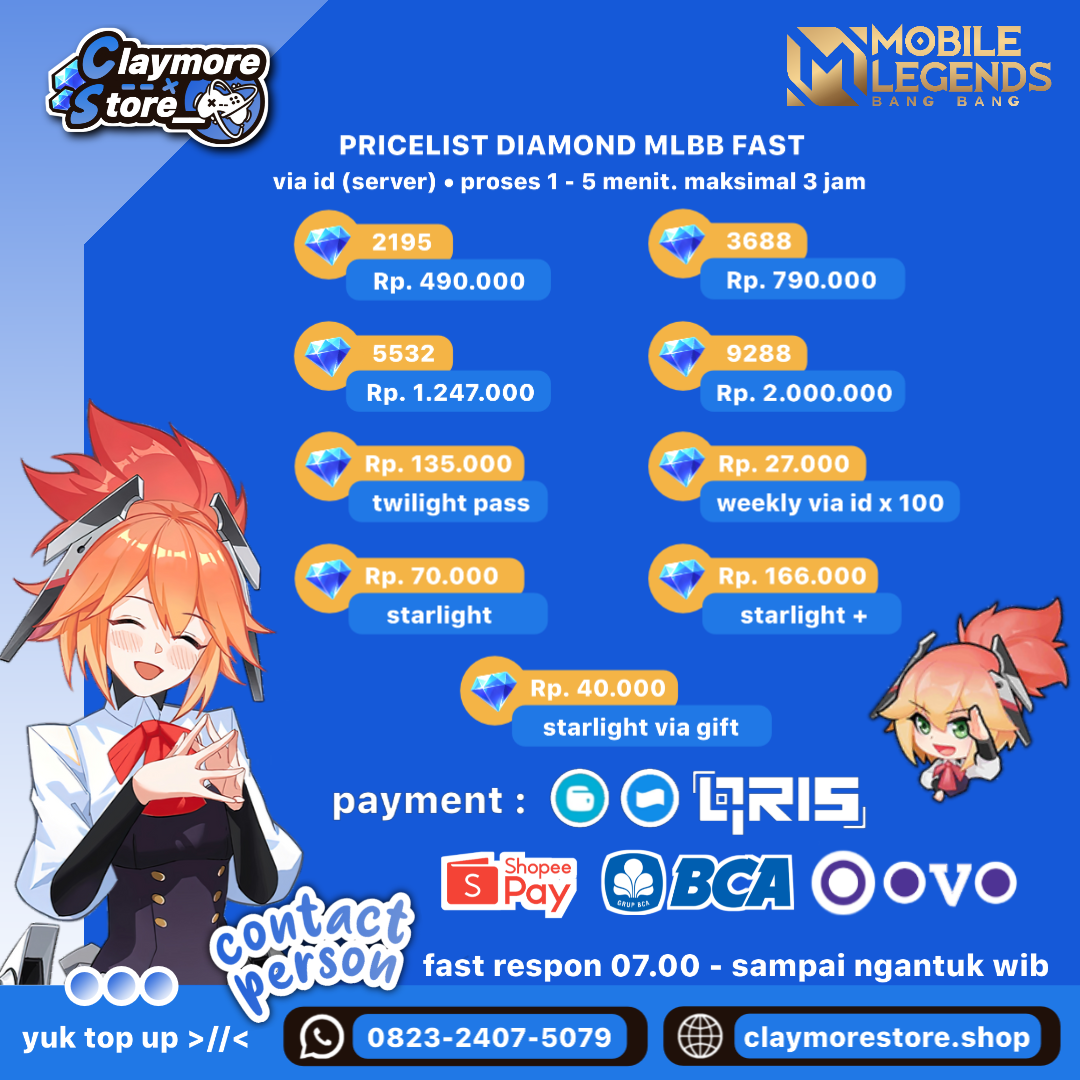 Claymore
Store_
MOBILE
LEGENDS
BANG BANG
PRICELIST DIAMOND MLBB FAST
via id (server) • proses 1 - 5 menit. maksimal 3 jam
2195
Rp. 490.000
3688
Rp. 790.000
5532
Rp. 1.247.000
9288
Rp. 2.000.000
Rp. 135.000
twilight pass
Rp. 27.000
weekly via id x 100
Rp. 70.000
starlight
Rp. 166.000
starlight +
Rp. 40.000
starlight via gift
payment :
QRIS
Shopee
Pay
GRUP BCA
BCA
OVO
contact
person
fast respon 07.00 - sampai ngantuk wib
yuk top up >//<
0823-2407-5079
claymorestore.shop